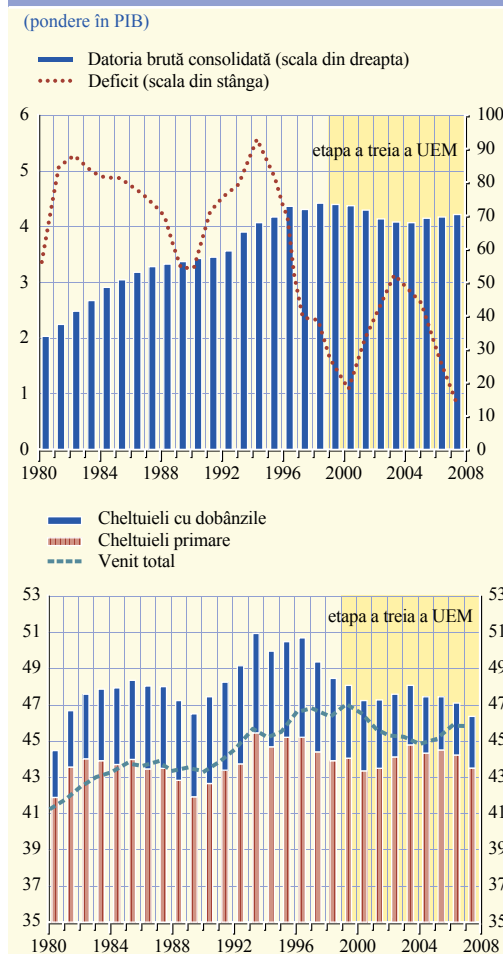 (pondere în PIB)
Datoria brută consolidată (scala din dreapta)
Deficit (scala din stânga)
6 100
90
etapa a treia a UEM
5
80
70
4
60
3 50
40
2
30
20
1
10
0 0
1980 1984 1988 1992 1996 2000 2004 2008
Cheltuieli cu dobânzile
Cheltuieli primare
Venit total
53 53
etapa a treia a UEM
51 51
49 49
47 47
45 45
43 43
41 41
39 39
37 37
35 35
1980 1984 1988 1992 1996 2000 2004 2008